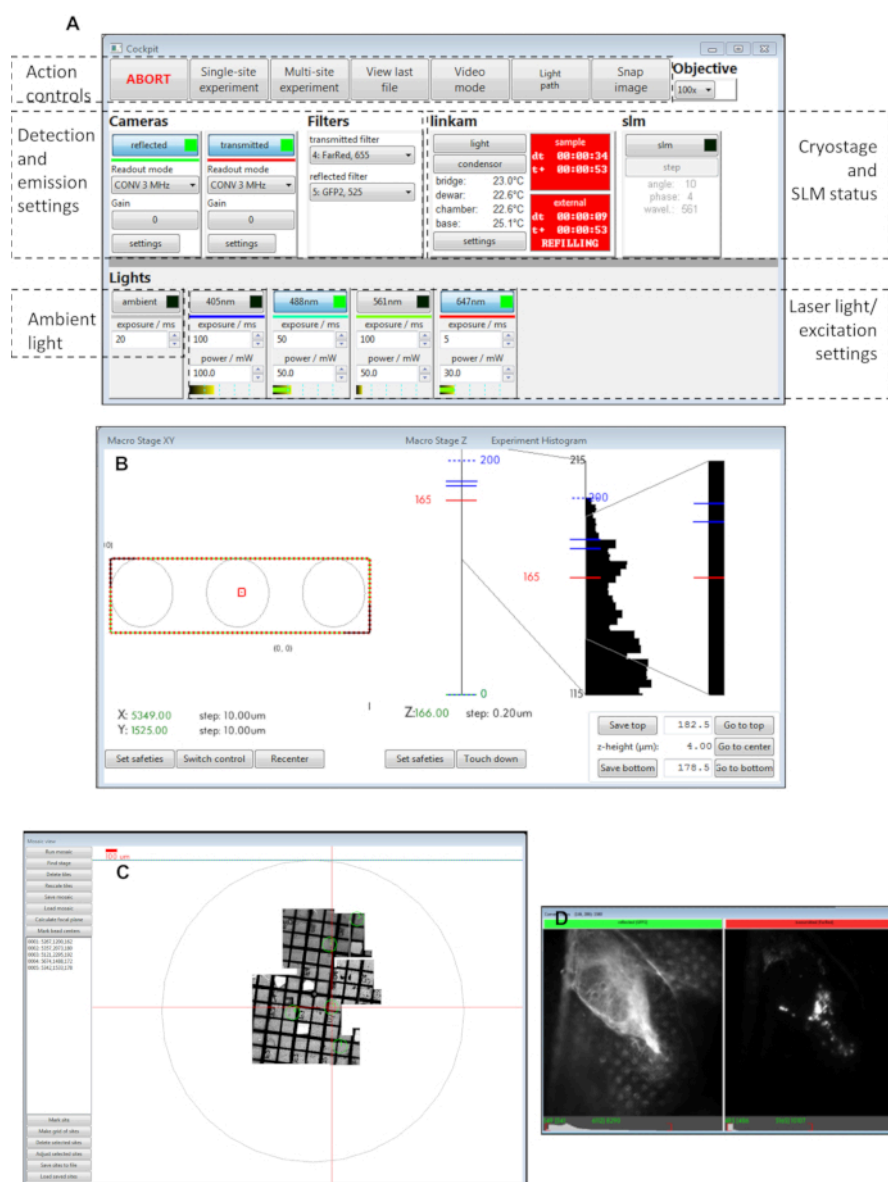 A
Cockpit
Action controls
ABORT
Single-site experiment
Multi-site experiment
View last file
Video mode
Light path
Snap image
Objective
100x
Detection and emission settings
Cameras
reflected
transmitted
Readout mode
Readout mode
CONV 3 MHz
CONV 3 MHz
Gain
Gain
0
0
settings
settings
Filters
transmitted filter
4: FarRed, 655
reflected filter
5: GFP2, 525
linkam
light
condensor
bridge: 23.0°C
dewar: 22.6°C
chamber: 22.6°C
base: 25.1°C
settings
sample
dt 00:00:34
t+ 00:00:53
external
dt 00:00:09
t+ 00:00:53
REFILLING
slm
slm
step
angle: 10
phase: 4
wavel.: 561
Cryostage and SLM status
Lights
Ambient light
ambient
405nm
488nm
561nm
647nm
exposure / ms
exposure / ms
exposure / ms
exposure / ms
exposure / ms
20
100
50
100
5
power / mW
power / mW
power / mW
power / mW
100.0
50.0
50.0
30.0
Laser light/ excitation settings
Macro Stage XY
Macro Stage Z
Experiment Histogram
B
200
215
200
165
165
(0, 0)
0
115
X: 5349.00 step: 10.00um
Y: 1525.00 step: 10.00um
Z:166.00 step: 0.20um
Set safeties
Switch control
Recenter
Set safeties
Touch down
Save top 182.5 Go to top
z-height (μm): 4.00 Go to center
Save bottom 178.5 Go to bottom
C
Run mosaic
Find stage
Delete tiles
Rescale tiles
Save mosaic
Load mosaic
Calculate focal plane
Mark bead centers
100 um
Mark site
Make grid of sites
Delete selected sites
Adjust selected sites
Save sites to file
Load saved sites
D